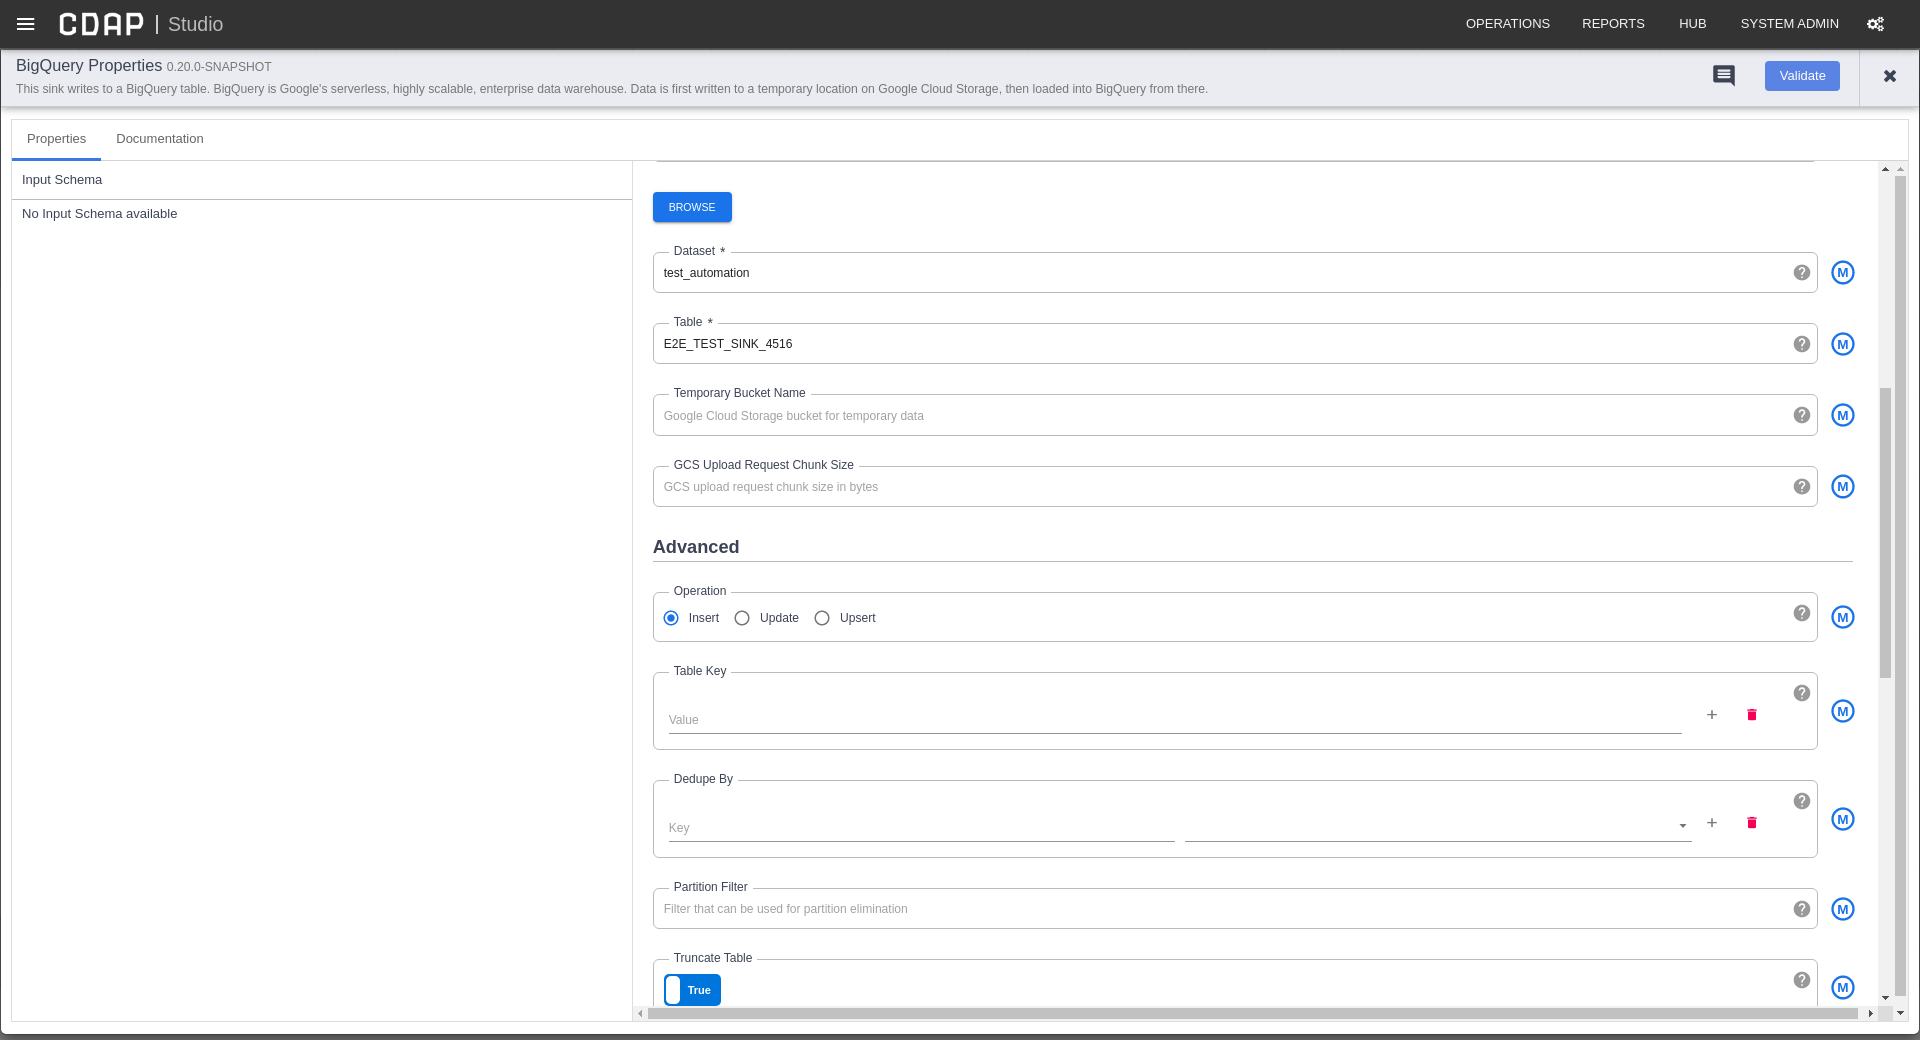 CDAP | Studio
OPERATIONS REPORTS HUB SYSTEM ADMIN
BigQuery Properties 0.20.0-SNAPSHOT
This sink writes to a BigQuery table. BigQuery is Google's serverless, highly scalable, enterprise data warehouse. Data is first written to a temporary location on Google Cloud Storage, then loaded into BigQuery from there.
Validate
Properties Documentation
Input Schema
No Input Schema available
BROWSE
Dataset *
test_automation
M
Table *
E2E_TEST_SINK_4516
M
Temporary Bucket Name
Google Cloud Storage bucket for temporary data
M
GCS Upload Request Chunk Size
GCS upload request chunk size in bytes
M
Advanced
Operation
Insert Update Upsert
M
Table Key
Value
M
Dedupe By
Key
M
Partition Filter
Filter that can be used for partition elimination
M
Truncate Table
True
M